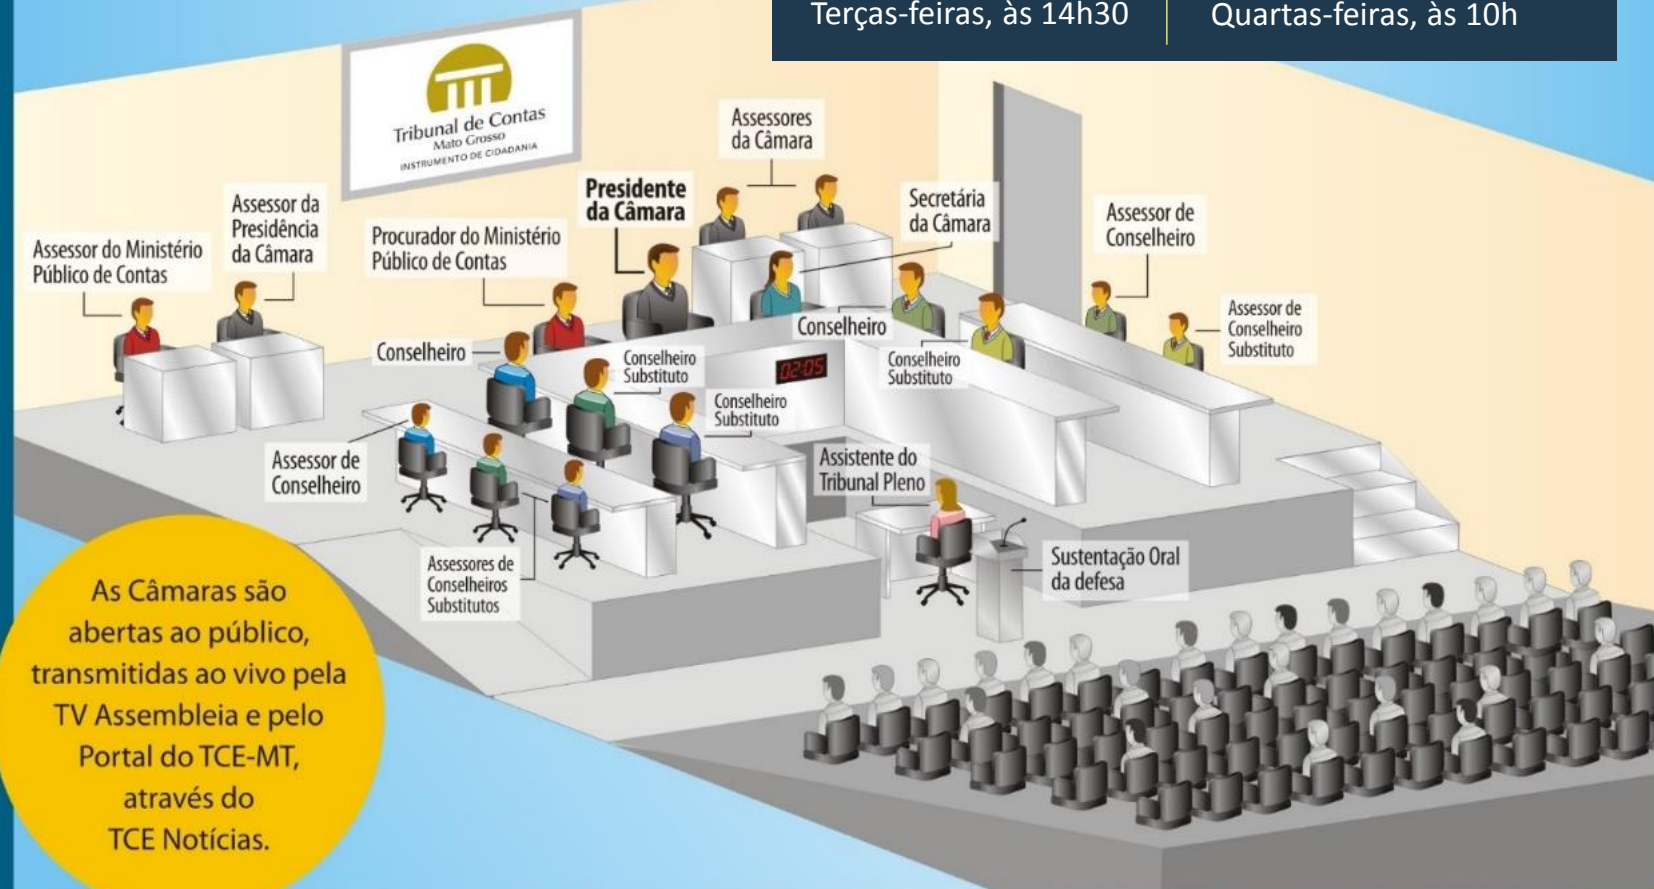 Terças-feiras, às 14h30
Quartas-feiras, às 10h
Tribunal de Contas
Mato Grosso
INSTRUMENTO DE CIDADANIA
Assessores
da Câmara
Presidente
da Câmara
Secretária
da Câmara
Assessor de
Conselheiro
Assessor da
Presidência
da Câmara
Assessor do Ministério
Público de Contas
Procurador do Ministério
Público de Contas
Assessor de
Conselheiro
Substituto
Conselheiro
Conselheiro
Conselheiro
Substituto
Conselheiro
Substituto
02:05
Conselheiro
Substituto
Assessor de
Conselheiro
Assistente do
Tribunal Pleno
Assessores de
Conselheiros
Substitutos
Sustentação Oral
da defesa
As Câmaras são
abertas ao público,
transmitidas ao vivo pela
TV Assembleia e pelo
Portal do TCE-MT,
através do
TCE Notícias.